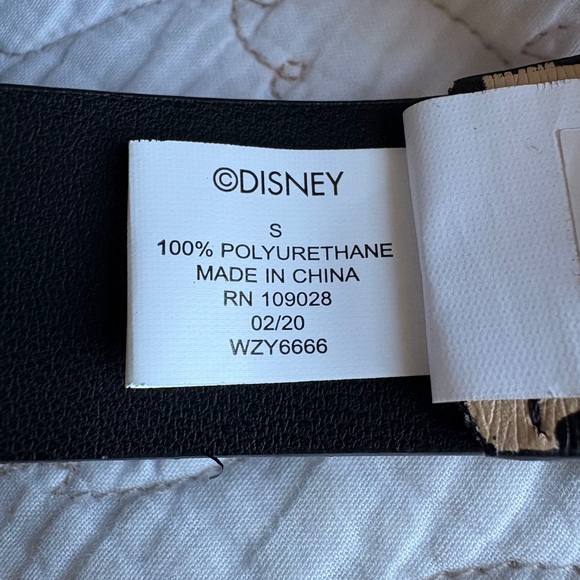 ©DISNEY
S
100% POLYURETHANE
MADE IN CHINA
RN 109028
02/20
WZY6666